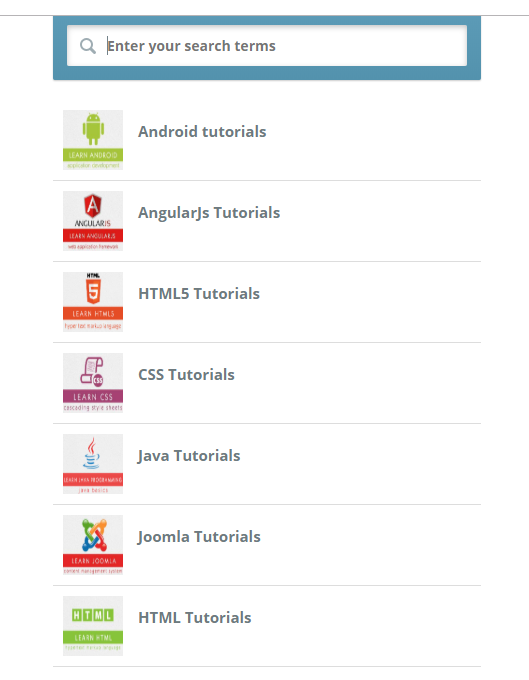 Enter your search terms
LEARN ANDROID
application development
Android tutorials
ANGULARJS
LEARN ANGULARJS
web application framework
AngularJs Tutorials
HTML
5
LEARN HTML5
hyper text markup language
HTML5 Tutorials
CSS
LEARN CSS
cascading style sheets
CSS Tutorials
LEARN JAVA PROGRAMMING
java basics
Java Tutorials
LEARN JOOMLA
content management system
Joomla Tutorials
HTML
LEARN HTML
hypertext markup language
HTML Tutorials